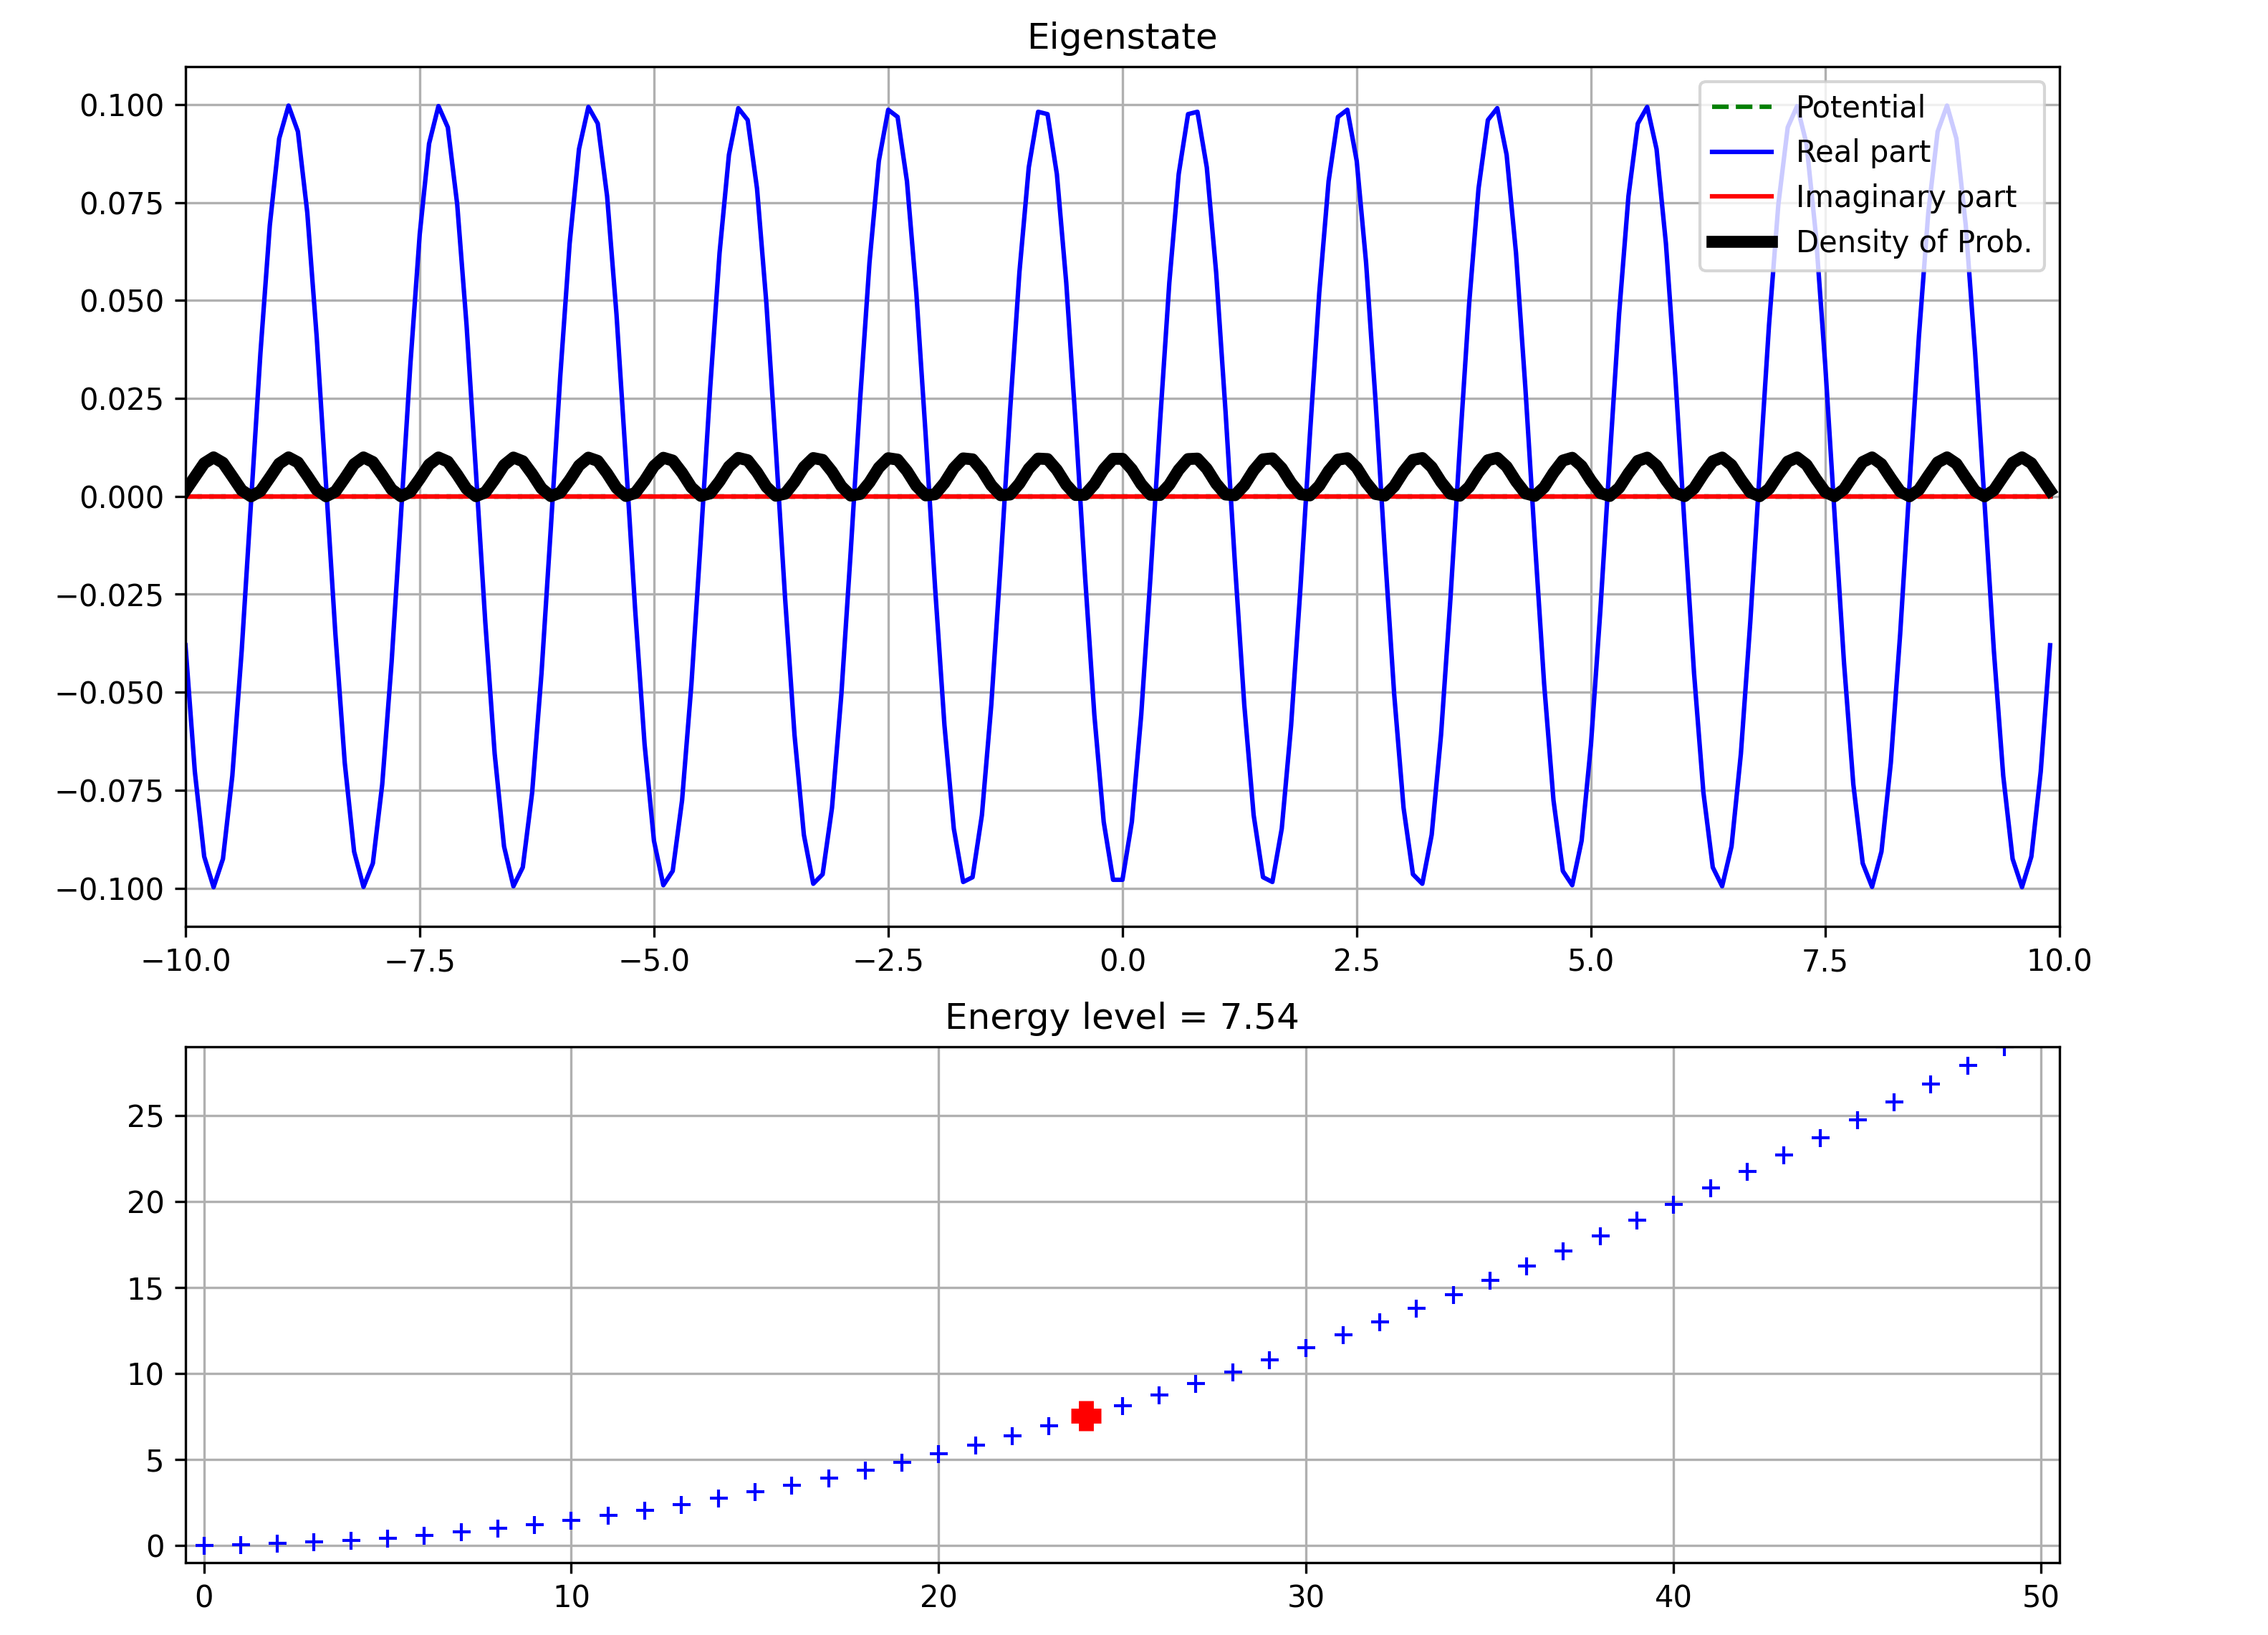 Eigenstate
0.100
0.075
0.050
0.025
0.000
−0.025
−0.050
−0.075
−0.100
Potential
Real part
Imaginary part
Density of Prob.
−10.0 −7.5 −5.0 −2.5 0.0 2.5 5.0 7.5 10.0
Energy level = 7.54
25
20
15
10
5
0
0 10 20 30 40 50